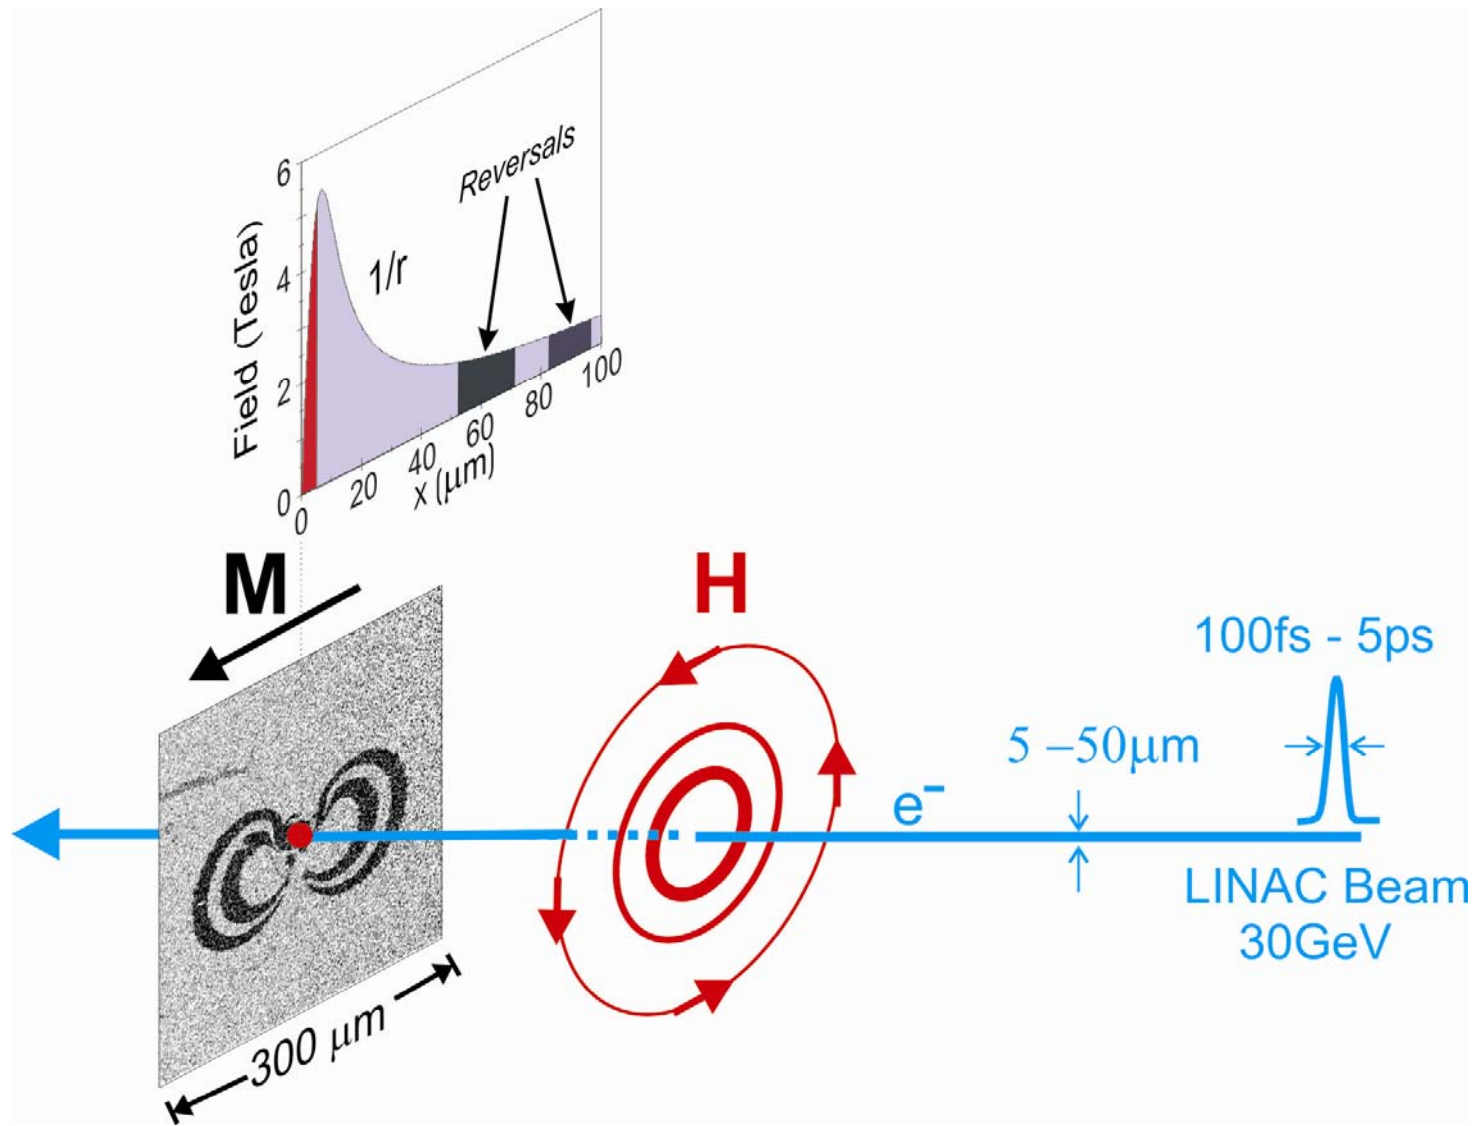 6
4
2
0
Field (Tesla)
Reversals
1/r
0
20
40
60
80
100
x (μm)
M
H
100fs - 5ps
5 –50μm
e⁻
LINAC Beam
30GeV
300 μm